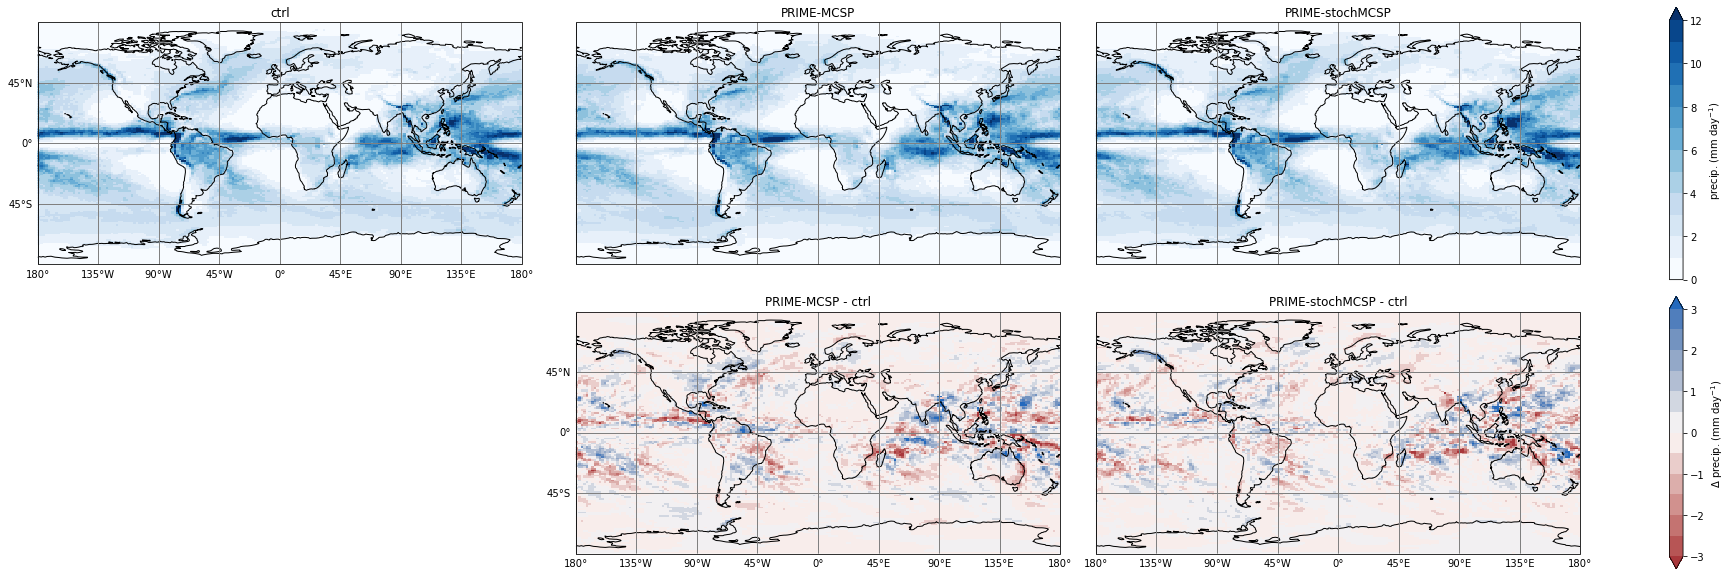 ctrl
PRIME-MCSP
PRIME-stochMCSP
45°N
0°
45°S
180°
135°W
90°W
45°W
0°
45°E
90°E
135°E
180°
12
10
8
6
4
2
0
precip. (mm day⁻¹)
PRIME-MCSP - ctrl
PRIME-stochMCSP - ctrl
45°N
0°
45°S
180°
135°W
90°W
45°W
0°
45°E
90°E
135°E
180°
180°
135°W
90°W
45°W
0°
45°E
90°E
135°E
180°
3
2
1
0
−1
−2
−3
Δ precip. (mm day⁻¹)